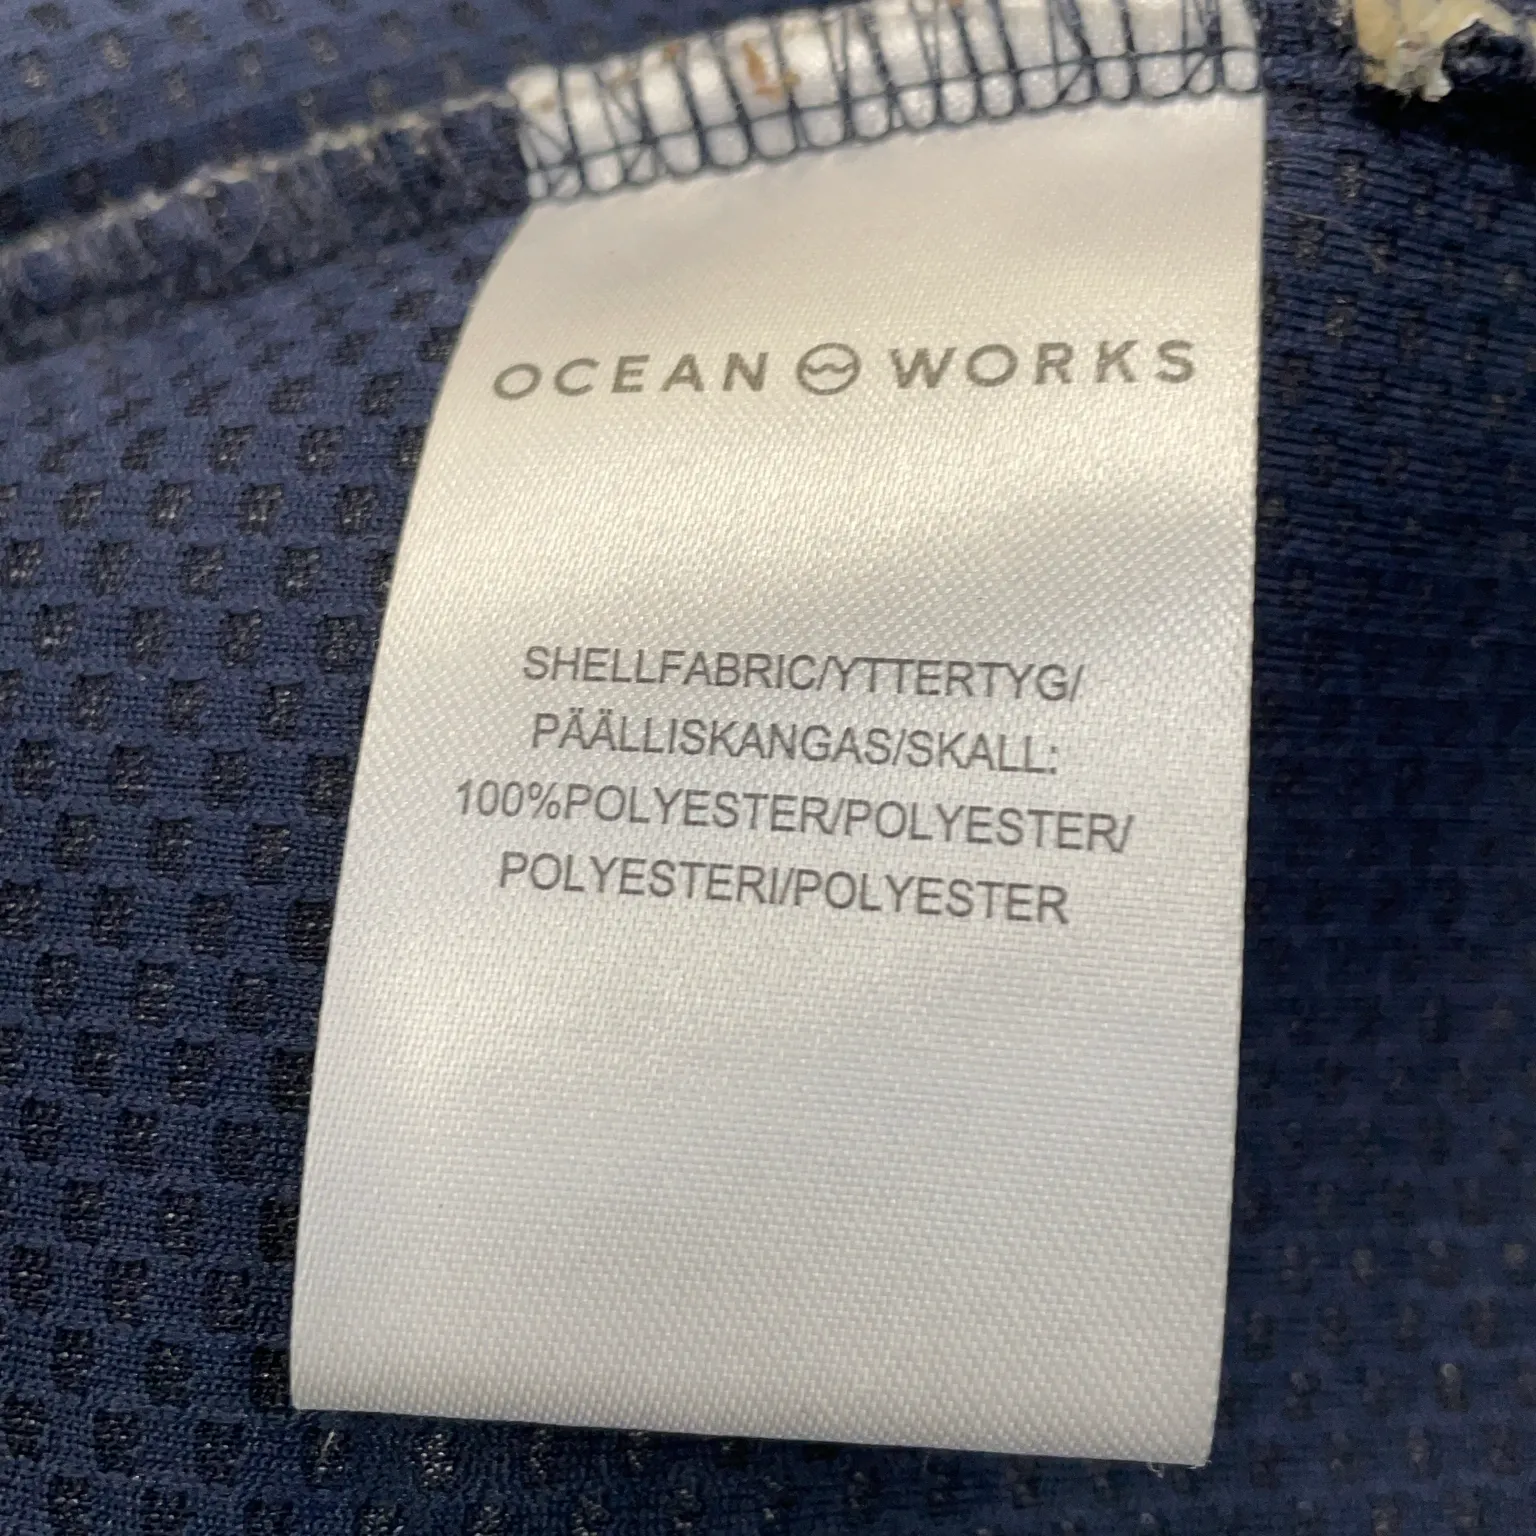 OCEAN WORKS
SHELLFABRIC/YTTERTYG/
PÄÄLLISKANGAS/SKALL:
100%POLYESTER/POLYESTER/
POLYESTERI/POLYESTER